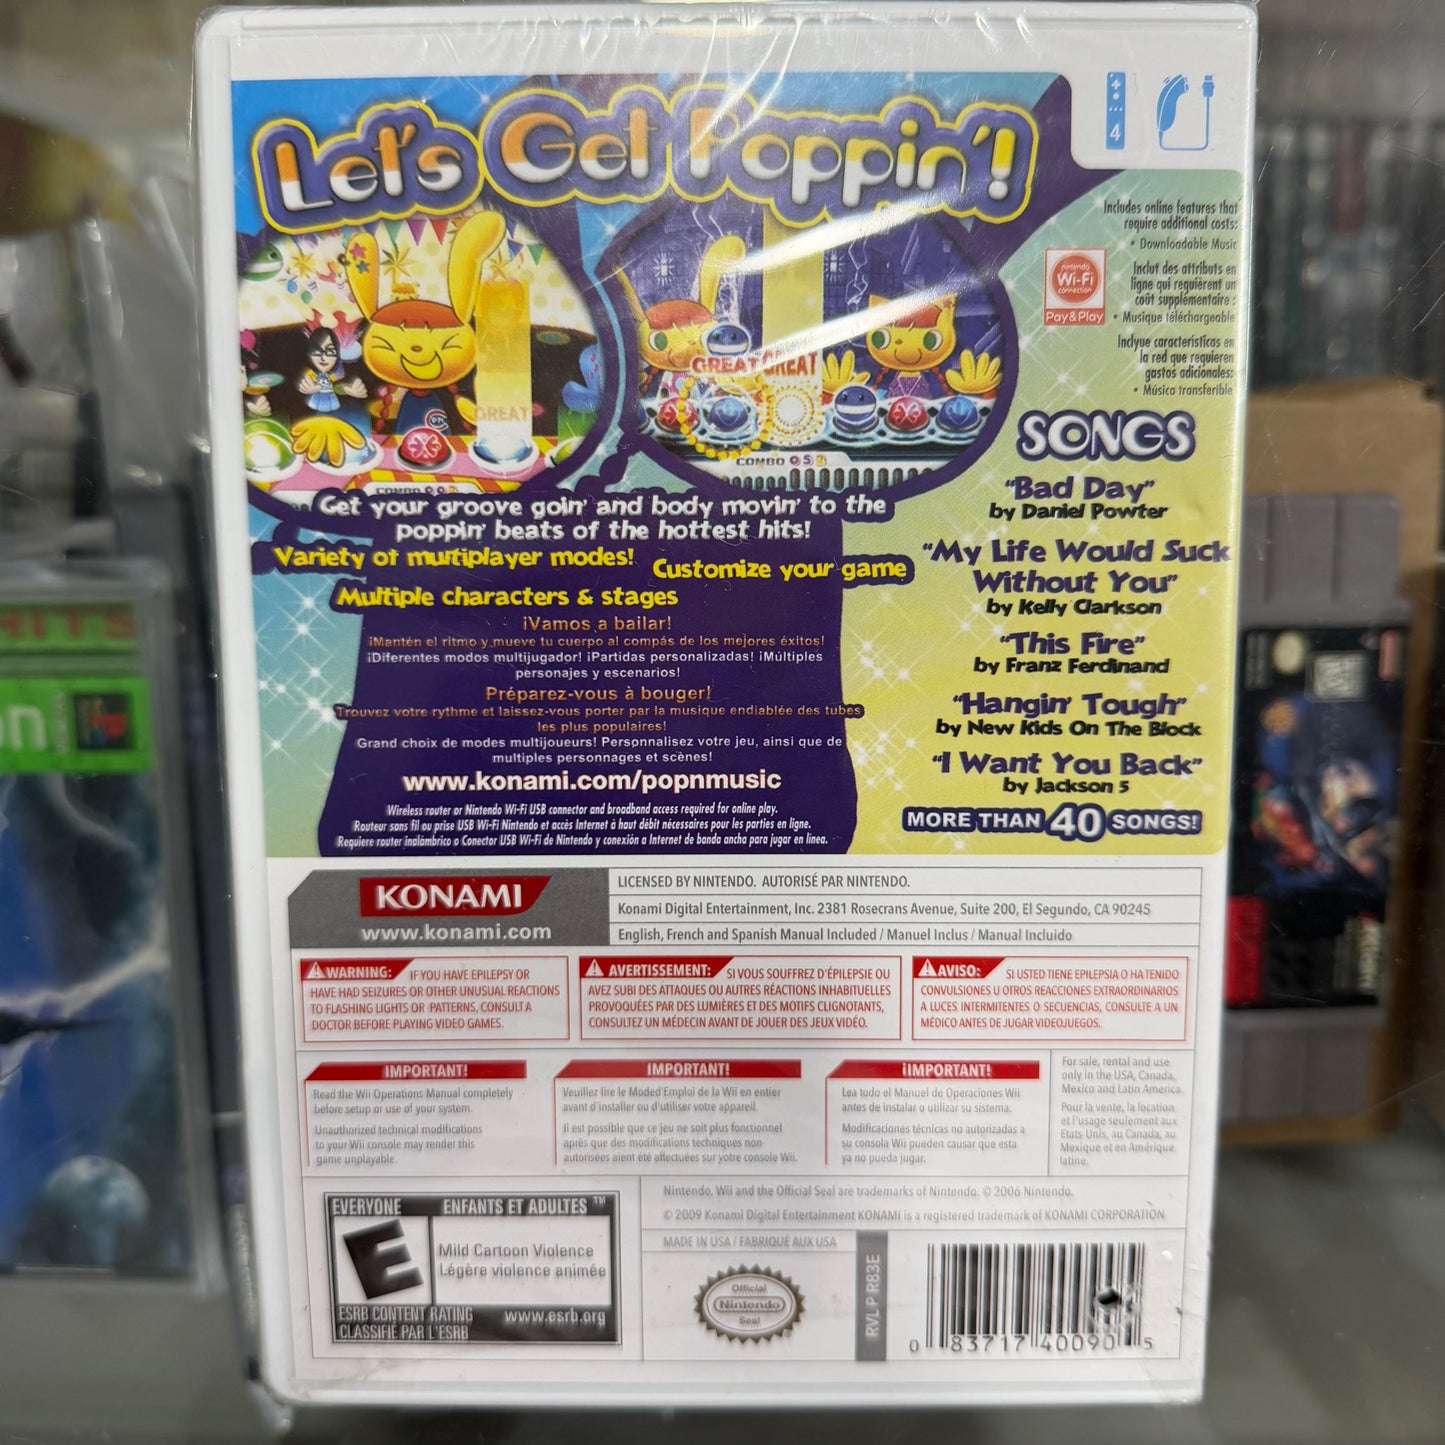 Let's Get Poppin'!
4
Includes online features that
require additional costs:
• Downloadable Music
Inclut des attributs en
ligne qui requièrent un
coût supplémentaire :
• Musique téléchargeable
Incluye características en
la red que requieren
gastos adicionales:
• Música transferible
Nintendo
Wi-Fi
connection
Pay & Play
GREAT
GREAT
GREAT
COMBO 052
SONGS
"Bad Day"
by Daniel Powter
"My Life Would Suck
Without You"
by Kelly Clarkson
"This Fire"
by Franz Ferdinand
"Hangin' Tough"
by New Kids On The Block
"I Want You Back"
by Jackson 5
MORE THAN 40 SONGS!
Get your groove goin' and body movin' to the
poppin' beats of the hottest hits!
Variety of multiplayer modes!
Customize your game
Multiple characters & stages
¡Vamos a bailar!
¡Mantén el ritmo y mueve tu cuerpo al compás de los mejores éxitos!
¡Diferentes modos multijugador! ¡Partidas personalizadas! ¡Múltiples
personajes y escenarios!
Préparez-vous à bouger!
Trouvez votre rythme et laissez-vous porter par la musique endiablée des tubes
les plus populaires!
Grand choix de modes multijoueurs! Personnalisez votre jeu, ainsi que de
multiples personnages et scènes!
www.konami.com/popnmusic
Wireless router or Nintendo Wi-Fi USB connector and broadband access required for online play.
Routeur sans fil ou prise USB Wi-Fi Nintendo et accès Internet à haut débit nécessaires pour les parties en ligne.
Requiere router inalámbrico o Conector USB Wi-Fi de Nintendo y conexión a Internet de banda ancha para jugar en línea.
KONAMI
www.konami.com
LICENSED BY NINTENDO. AUTORISÉ PAR NINTENDO.
Konami Digital Entertainment, Inc. 2381 Rosecrans Avenue, Suite 200, El Segundo, CA 90245
English, French and Spanish Manual Included / Manuel Inclus / Manual Incluido
WARNING: IF YOU HAVE EPILEPSY OR
HAVE HAD SEIZURES OR OTHER UNUSUAL REACTIONS
TO FLASHING LIGHTS OR PATTERNS, CONSULT A
DOCTOR BEFORE PLAYING VIDEO GAMES.
AVERTISSEMENT: SI VOUS SOUFFREZ D'ÉPILEPSIE OU
AVEZ SUBI DES ATTAQUES OU AUTRES RÉACTIONS INHABITUELLES
PROVOQUÉES PAR DES LUMIÈRES ET DES MOTIFS CLIGNOTANTS,
CONSULTEZ UN MÉDECIN AVANT DE JOUER DES JEUX VIDÉO.
AVISO: SI USTED TIENE EPILEPSIA O HA TENIDO
CONVULSIONES U OTROS REACCIONES EXTRAORDINARIOS
A LUCES INTERMITENTES O SECUENCIAS, CONSULTE A UN
MÉDICO ANTES DE JUGAR VIDEOJUEGOS.
IMPORTANT!
Read the Wii Operations Manual completely
before setup or use of your system.
Unauthorized technical modifications
to your Wii console may render this
game unplayable.
IMPORTANT!
Veuillez lire le Moded'Emploi de la Wii en entier
avant d'installer ou d'utiliser votre appareil.
Il est possible que ce jeu ne soit plus fonctionnel
après que des modifications techniques non-
autorisées aient été affectuées sur votre console Wii.
¡IMPORTANT!
Lea todo el Manuel de Operaciones Wii
antes de instalar o utilizar su sistema.
Modificaciones técnicas no autorizadas a
su consola Wii pueden causar que esta
ya no pueda jugar.
For sale, rental and use
only in the USA, Canada,
Mexico and Latin America.
Pour la vente, la location
et l'usage seulement aux
Etats Unis, au Canada, au
Mexique et en Amérique
latine.
EVERYONE
ENFANTS ET ADULTES ™
E
Mild Cartoon Violence
Légère violence animée
ESRB CONTENT RATING www.esrb.org
CLASSIFIÉ PAR L'ESRB
Nintendo, Wii and the Official Seal are trademarks of Nintendo. © 2006 Nintendo.
© 2009 Konami Digital Entertainment KONAMI is a registered trademark of KONAMI CORPORATION
MADE IN USA / FABRIQUÉ AUX USA
Official
Nintendo
Seal
RVL P R83E
0 83717 40090 5